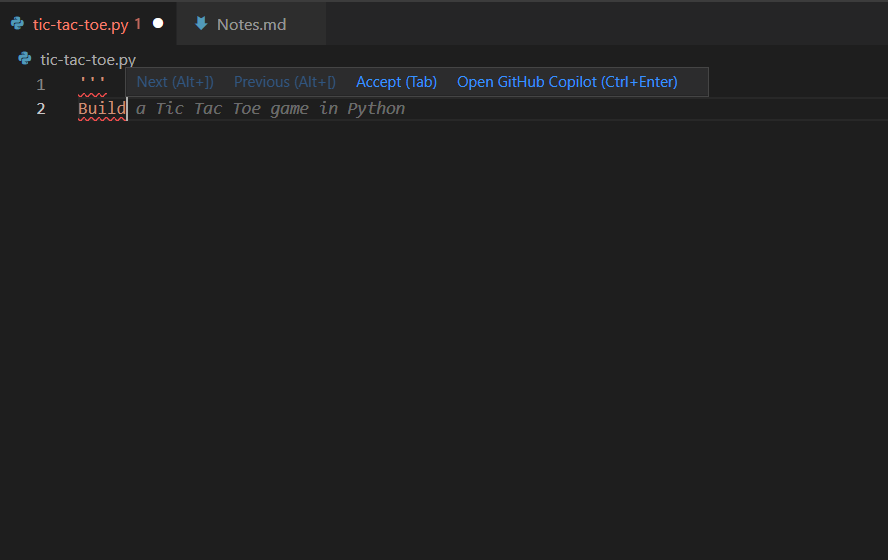 tic-tac-toe.py 1 Notes.md
tic-tac-toe.py
Next (Alt+]) Previous (Alt+[) Accept (Tab) Open GitHub Copilot (Ctrl+Enter)
1 '''
2 Build a Tic Tac Toe game in Python